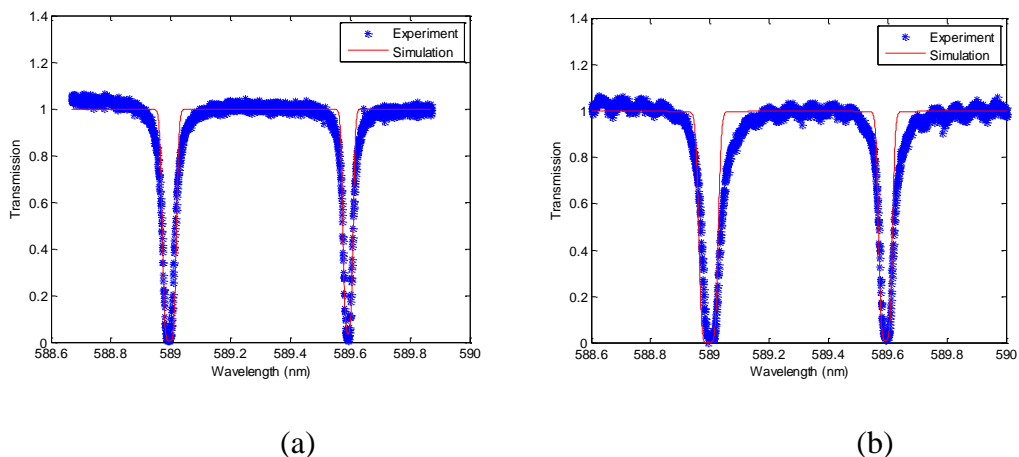 1.4
1.2
1
0.8
0.6
0.4
0.2
0
Transmission
Experiment
Simulation
588.6 588.8 589 589.2 589.4 589.6 589.8 590
Wavelength (nm)
(a)
1.4
1.2
1
0.8
0.6
0.4
0.2
0
Transmission
Experiment
Simulation
588.6 588.8 589 589.2 589.4 589.6 589.8 590
Wavelength (nm)
(b)